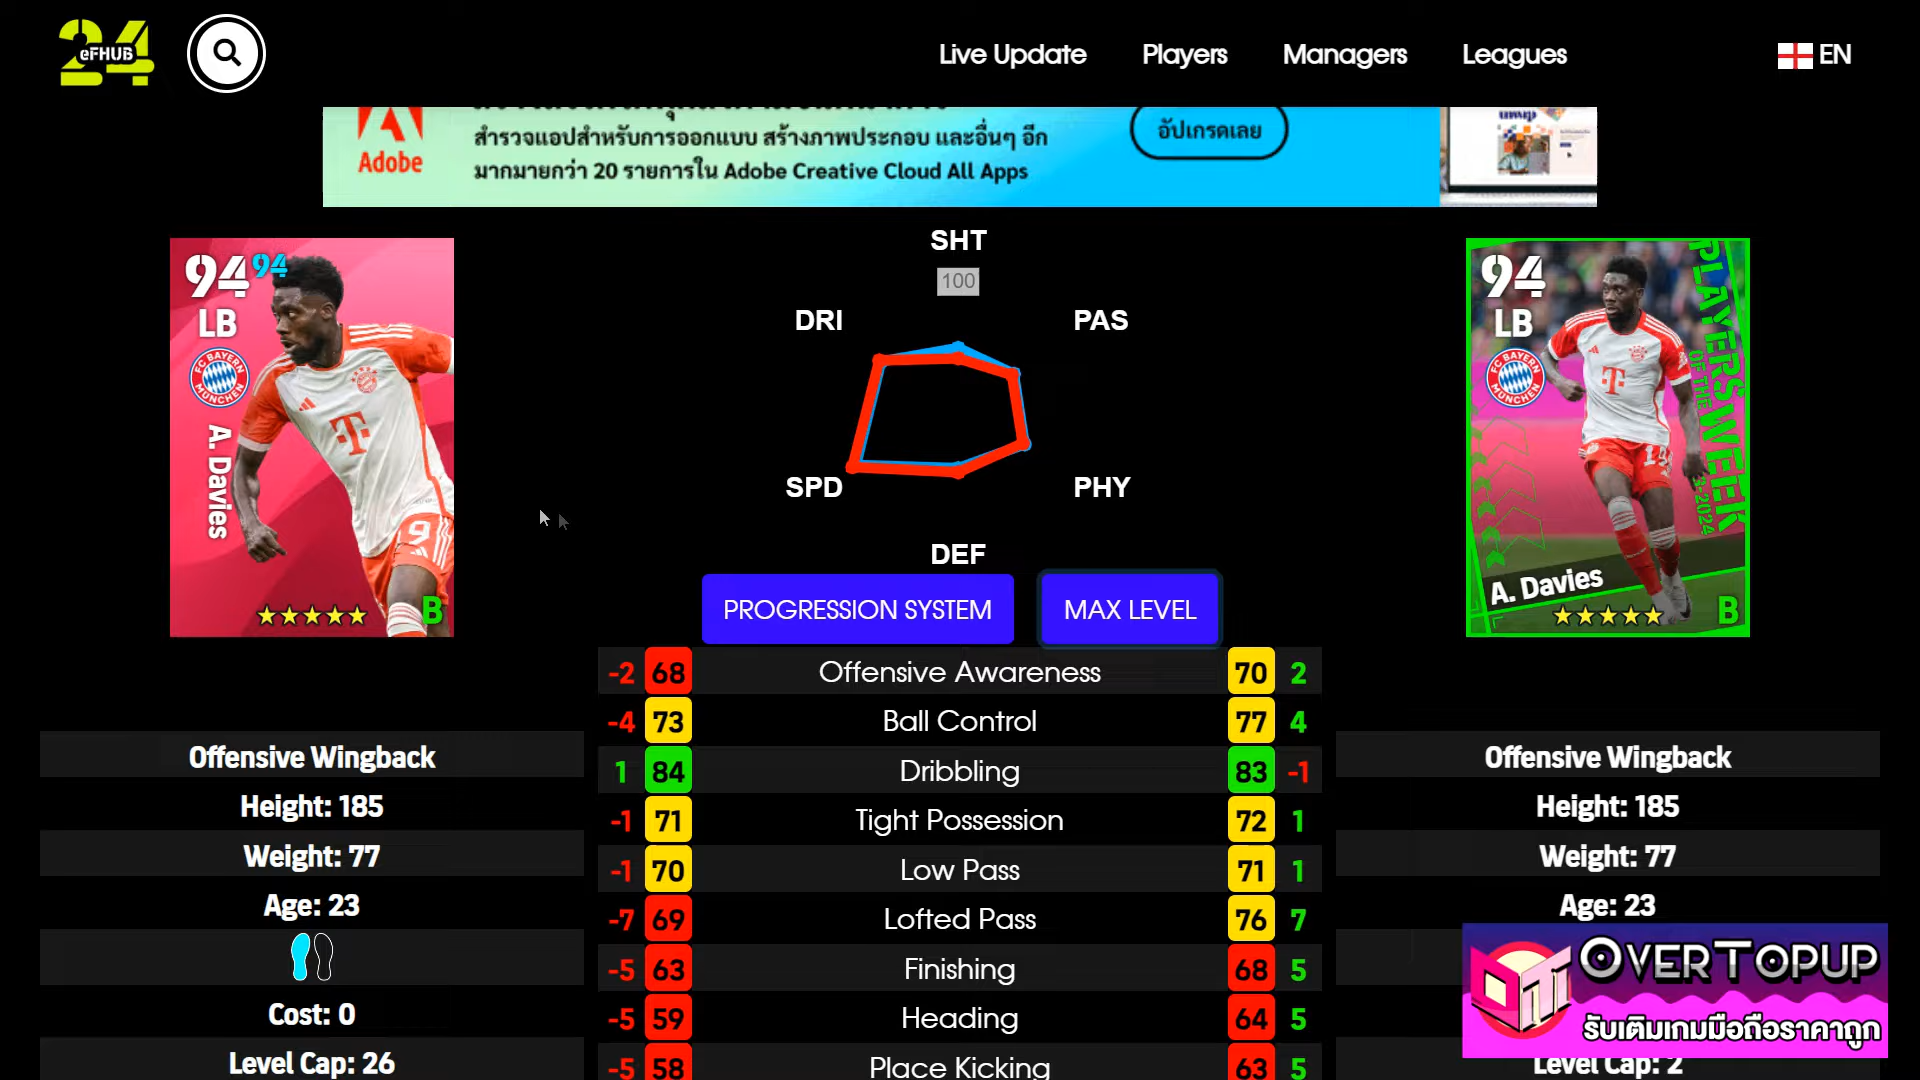 24
eFHUB
Live Update
Players
Managers
Leagues
EN
Adobe
สำรวจแอปสำหรับการออกแบบ สร้างภาพประกอบ และอื่นๆ อีก
มากมายกว่า 20 รายการใน Adobe Creative Cloud All Apps
อัปเกรดเลย
94 94
LB
FC BAYERN
MÜNCHEN
A. Davies
B
SHT
100
DRI
PAS
SPD
PHY
DEF
PROGRESSION SYSTEM
MAX LEVEL
94
LB
FC BAYERN
MÜNCHEN
PLAYERS
OF THE WEEK
A. Davies
B
-2 68 Offensive Awareness 70 2
-4 73 Ball Control 77 4
1 84 Dribbling 83 -1
-1 71 Tight Possession 72 1
-1 70 Low Pass 71 1
-7 69 Lofted Pass 76 7
-5 63 Finishing 68 5
-5 59 Heading 64 5
-5 58 Place Kicking 63 5
Offensive Wingback
Height: 185
Weight: 77
Age: 23
Cost: 0
Level Cap: 26
Offensive Wingback
Height: 185
Weight: 77
Age: 23
Level Cap: 2
OTU
OVERTOPUP
รับเติมเกมมือถือราคาถูก